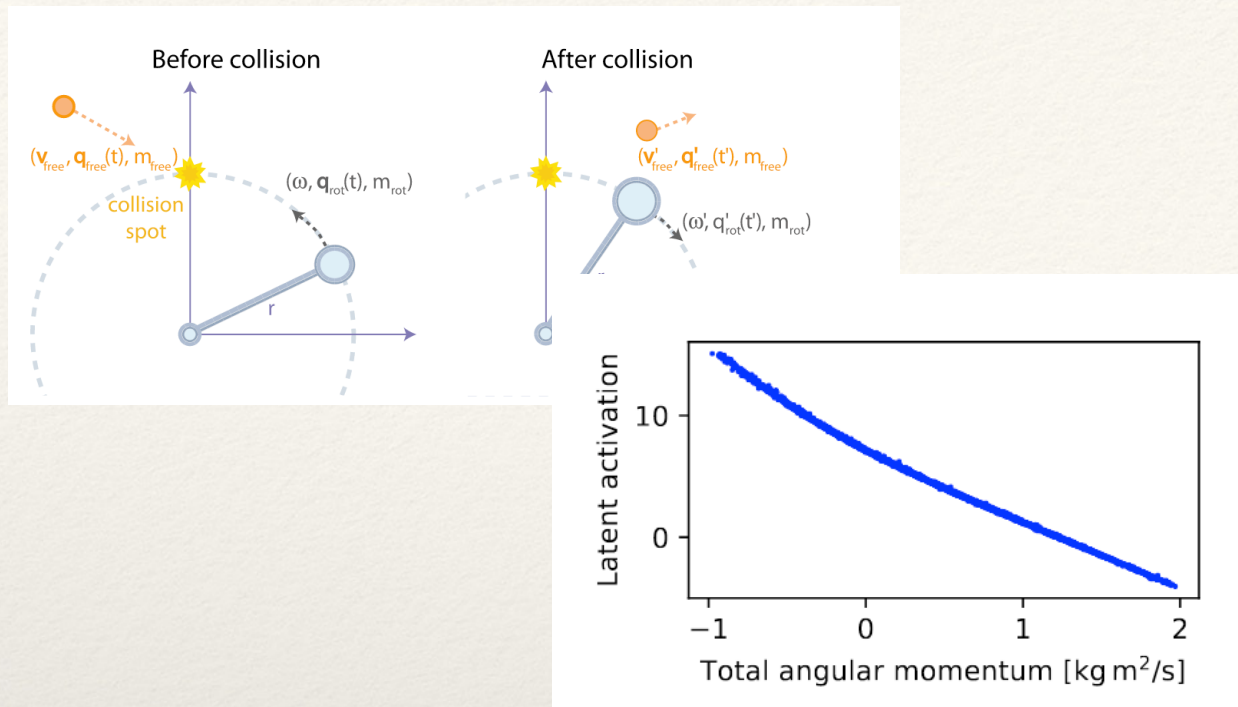 Before collision
(v_free, q_free(t), m_free)
collision
spot
(ω, q_rot(t), m_rot)
r
After collision
(v'_free, q'_free(t'), m_free)
(ω', q'_rot(t'), m_rot)
Latent activation
10
0
−1 0 1 2
Total angular momentum [kg m²/s]